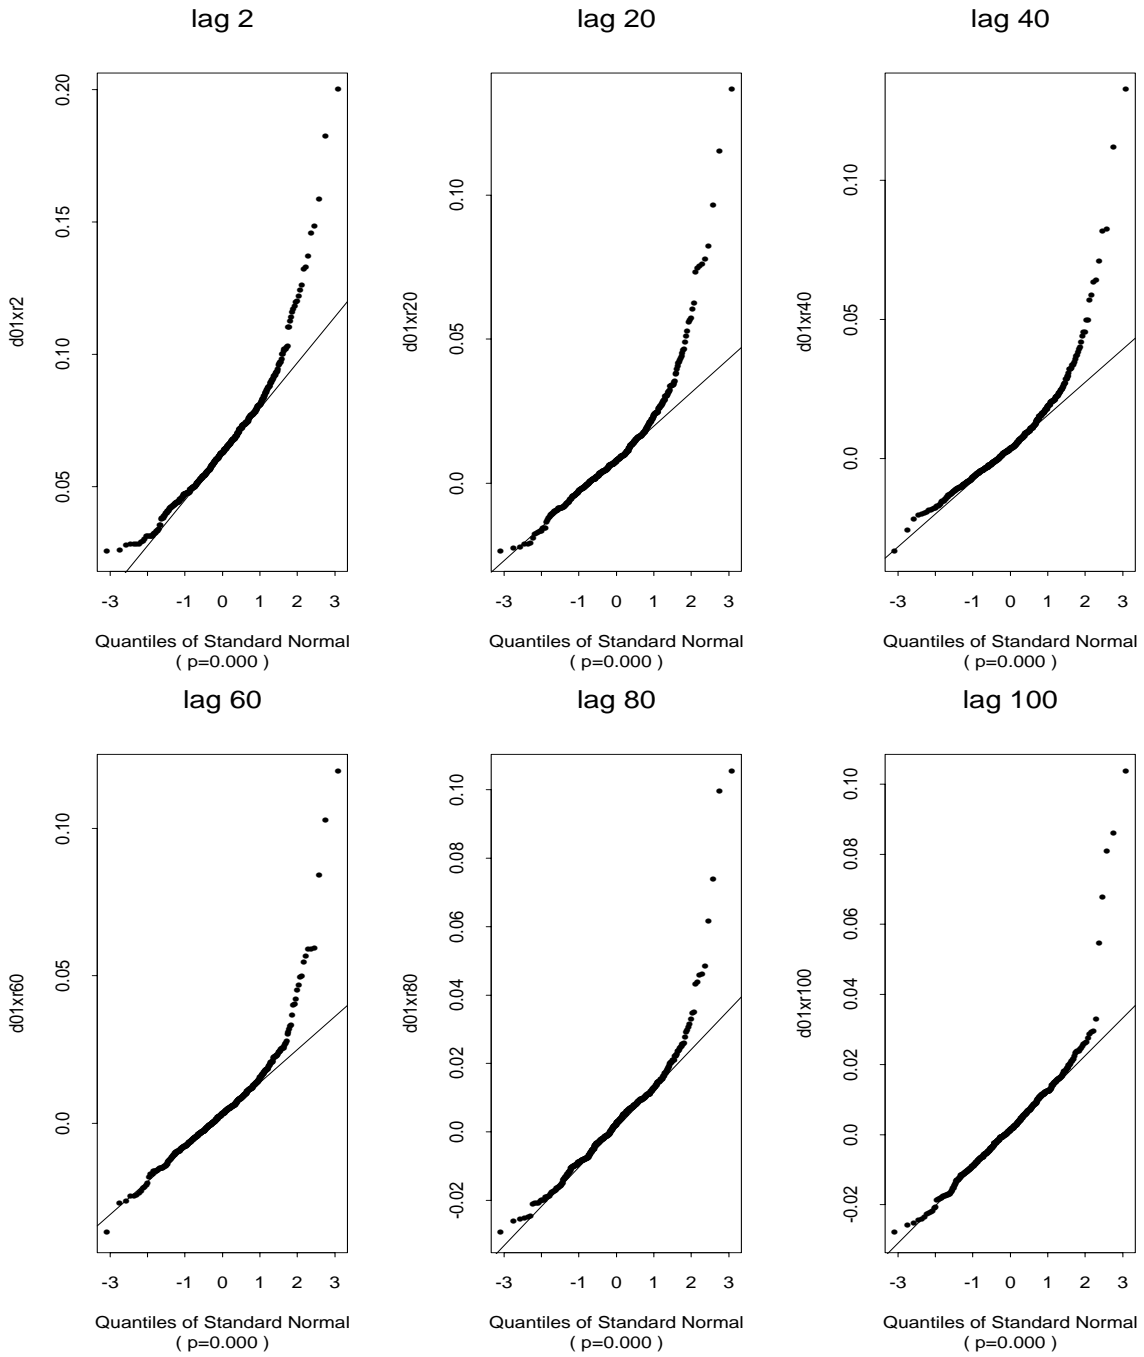 lag 2
lag 20
lag 40
d01xr2
0.05 0.10 0.15 0.20
-3 -1 0 1 2 3
Quantiles of Standard Normal
( p=0.000 )
d01xr20
0.0 0.05 0.10
-3 -1 0 1 2 3
Quantiles of Standard Normal
( p=0.000 )
d01xr40
0.0 0.05 0.10
-3 -1 0 1 2 3
Quantiles of Standard Normal
( p=0.000 )
lag 60
lag 80
lag 100
d01xr60
0.0 0.05 0.10
-3 -1 0 1 2 3
Quantiles of Standard Normal
( p=0.000 )
d01xr80
-0.02 0.0 0.02 0.04 0.06 0.08 0.10
-3 -1 0 1 2 3
Quantiles of Standard Normal
( p=0.000 )
d01xr100
-0.02 0.0 0.02 0.04 0.06 0.08 0.10
-3 -1 0 1 2 3
Quantiles of Standard Normal
( p=0.000 )